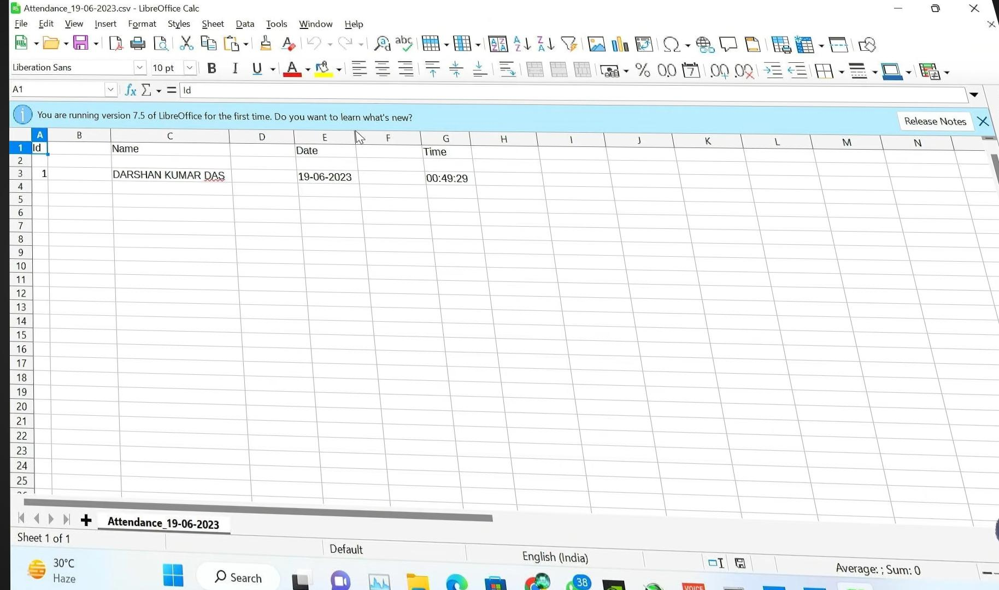 Attendance_19-06-2023.csv - LibreOffice Calc
File Edit View Insert Format Styles Sheet Data Tools Window Help
Liberation Sans 10 pt
A1 Id
You are running version 7.5 of LibreOffice for the first time. Do you want to learn what's new? Release Notes
A B C D E F G H I J K L M N
1 Id Name Date Time
2
3 1 DARSHAN KUMAR DAS 19-06-2023 00:49:29
4
5
6
7
8
9
10
11
12
13
14
15
16
17
18
19
20
21
22
23
24
25
Attendance_19-06-2023
Sheet 1 of 1 Default English (India) Average: ; Sum: 0
30°C
Haze
Search
38
VOICE